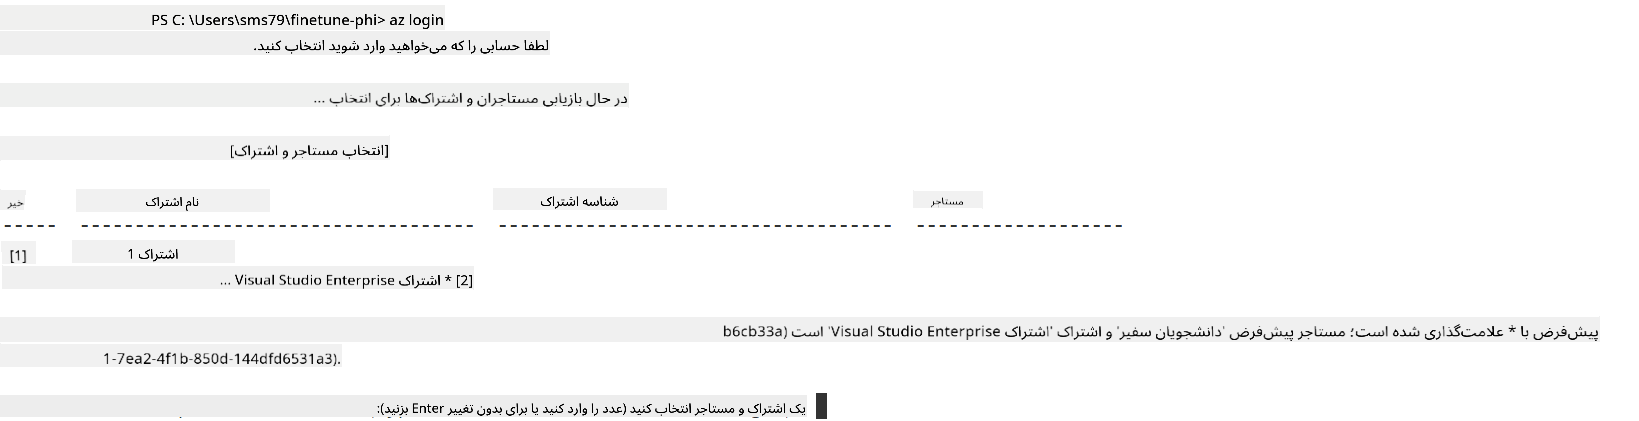 PS C: \Users\sms79\finetune-phi> az login
لطفا حسابی را که می‌خواهید وارد شوید انتخاب کنید.
در حال بازیابی مستاجران و اشتراک‌ها برای انتخاب ...
[انتخاب مستاجر و اشتراک]
خیر نام اشتراک شناسه اشتراک مستاجر
----- ------------------------------------ ------------------------------------ -------------------
[1] اشتراک 1
[2] * اشتراک Visual Studio Enterprise ...
پیش‌فرض با * علامت‌گذاری شده است؛ مستاجر پیش‌فرض 'دانشجویان سفیر' و اشتراک 'اشتراک Visual Studio Enterprise' است (b6cb33a
1-7ea2-4f1b-850d-144dfd6531a3).
یک اشتراک و مستاجر انتخاب کنید (عدد را وارد کنید یا برای بدون تغییر Enter بزنید):